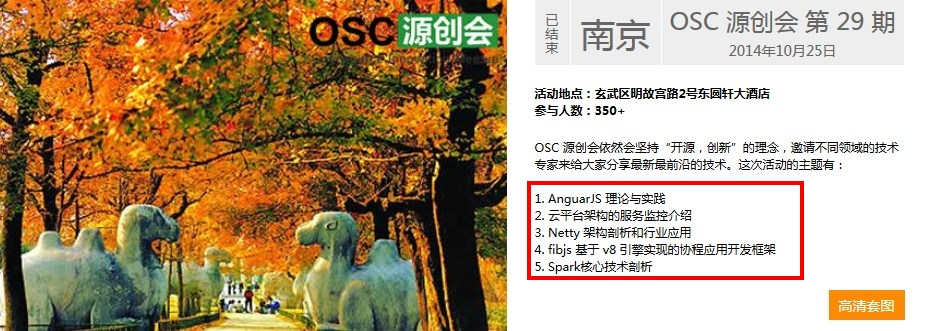 OSC 源创会
已结束
南京
OSC 源创会 第 29 期
2014年10月25日
活动地点：玄武区明故宫路2号东圆轩大酒店
参与人数：350+
OSC 源创会依然会坚持“开源，创新”的理念，邀请不同领域的技术
专家来给大家分享最新最前沿的技术。这次活动的主题有：
1. AnguarJS 理论与实践
2. 云平台架构的服务监控介绍
3. Netty 架构剖析和行业应用
4. fibjs 基于 v8 引擎实现的协程应用开发框架
5. Spark核心技术剖析
高清套图